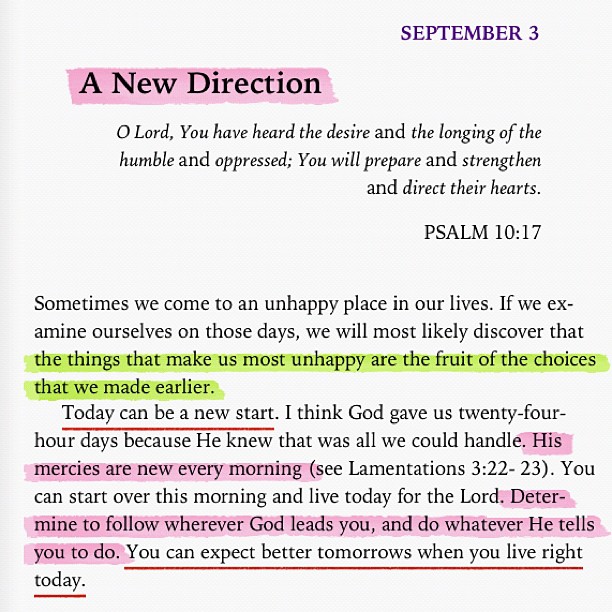 SEPTEMBER 3
A New Direction
O Lord, You have heard the desire and the longing of the
humble and oppressed; You will prepare and strengthen
and direct their hearts.
PSALM 10:17
Sometimes we come to an unhappy place in our lives. If we ex-
amine ourselves on those days, we will most likely discover that
the things that make us most unhappy are the fruit of the choices
that we made earlier.
Today can be a new start. I think God gave us twenty-four-
hour days because He knew that was all we could handle. His
mercies are new every morning (see Lamentations 3:22- 23). You
can start over this morning and live today for the Lord. Deter-
mine to follow wherever God leads you, and do whatever He tells
you to do. You can expect better tomorrows when you live right
today.